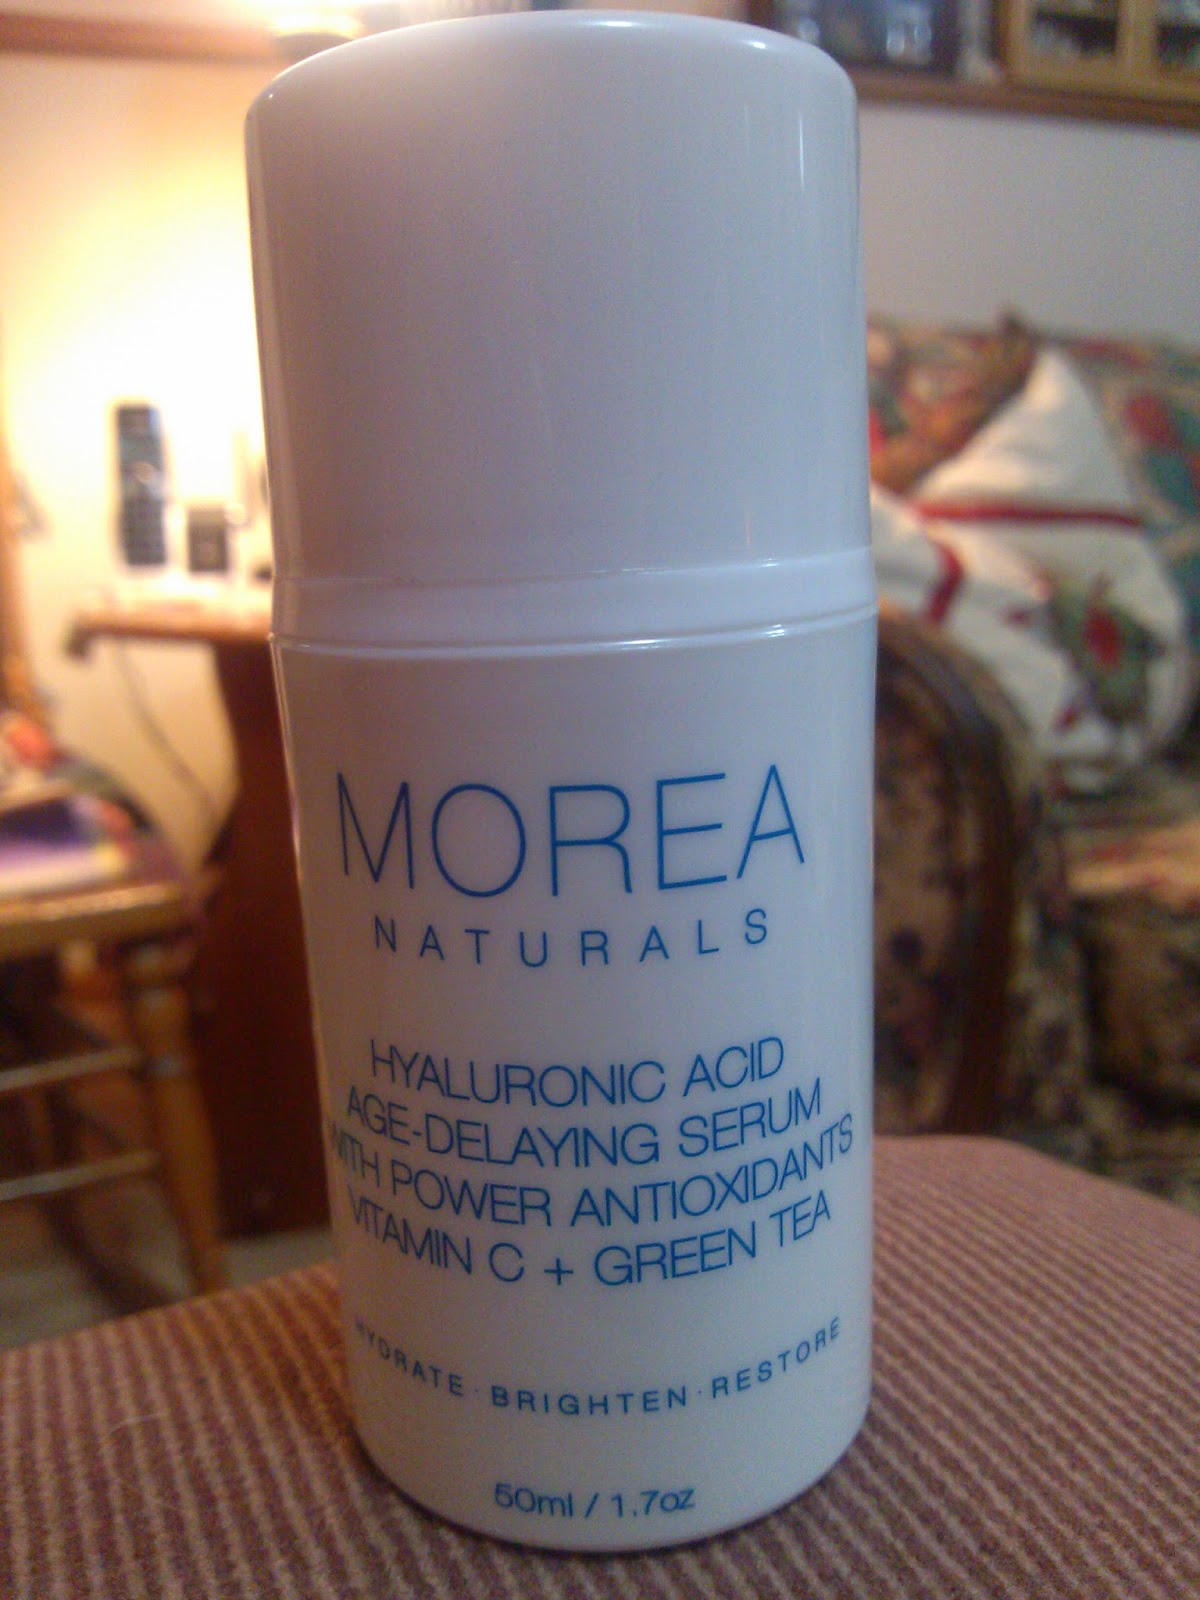 MOREA
NATURALS
HYALURONIC ACID
AGE-DELAYING SERUM
WITH POWER ANTIOXIDANTS
VITAMIN C + GREEN TEA
HYDRATE · BRIGHTEN · RESTORE
50ml / 1.7oz